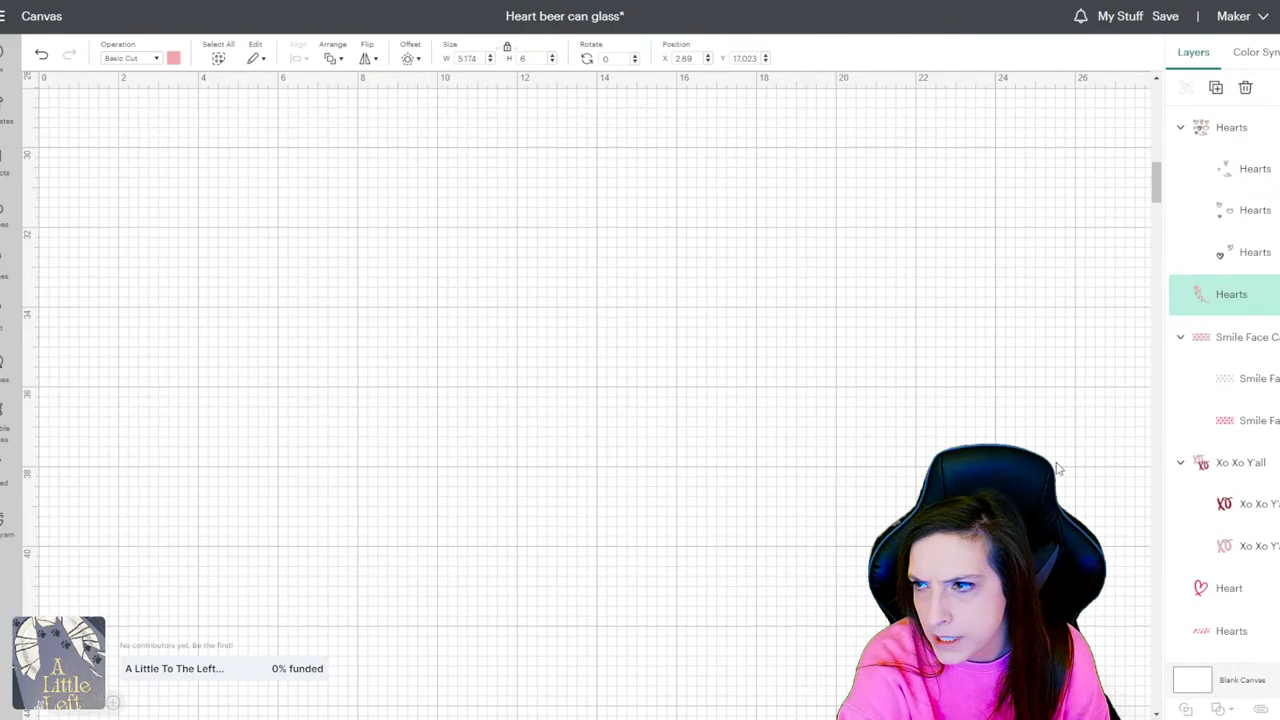 Canvas
Heart beer can glass*
My Stuff
Save
Maker
Operation
Basic Cut
Select All
Edit
Align
Arrange
Flip
Offset
Size
W 5.174
H 6
Rotate
0
Position
X 2.69
Y 17.023
Layers
Color Syn
0 2 4 6 8 10 12 14 16 18 20 22 24 26
30
32
34
36
38
40
Hearts
Hearts
Hearts
Hearts
Hearts
Smile Face C
Smile Fa
Smile Fa
Xo Xo Y'all
Xo Xo Y'a
Xo Xo Y'a
Heart
Hearts
Blank Canvas
No contributors yet. Be the first!
A Little To The Left...
0% funded
A
Little
Left